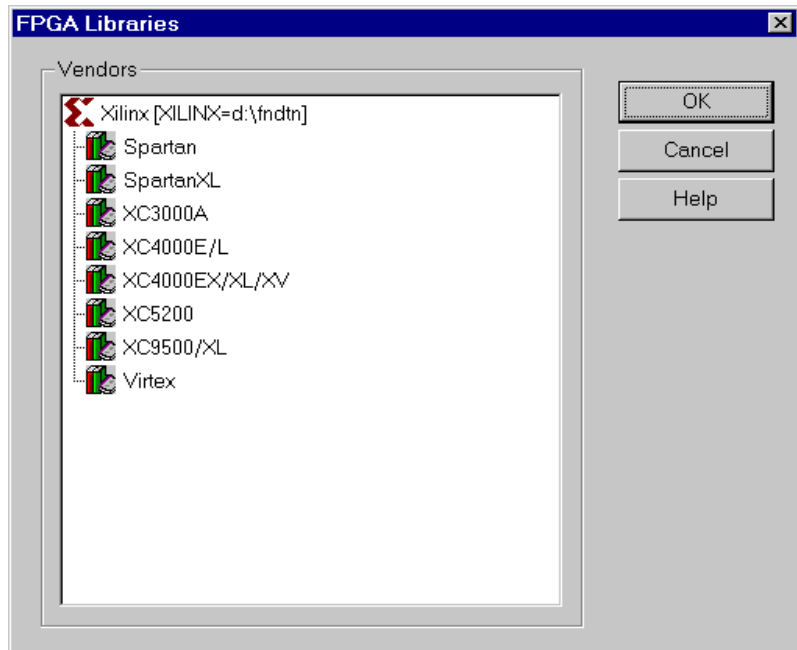 FPGA Libraries
Vendors
Xilinx [XILINX=d:\fndtn]
Spartan
SpartanXL
XC3000A
XC4000E/L
XC4000EX/XL/XV
XC5200
XC9500/XL
Virtex
OK
Cancel
Help